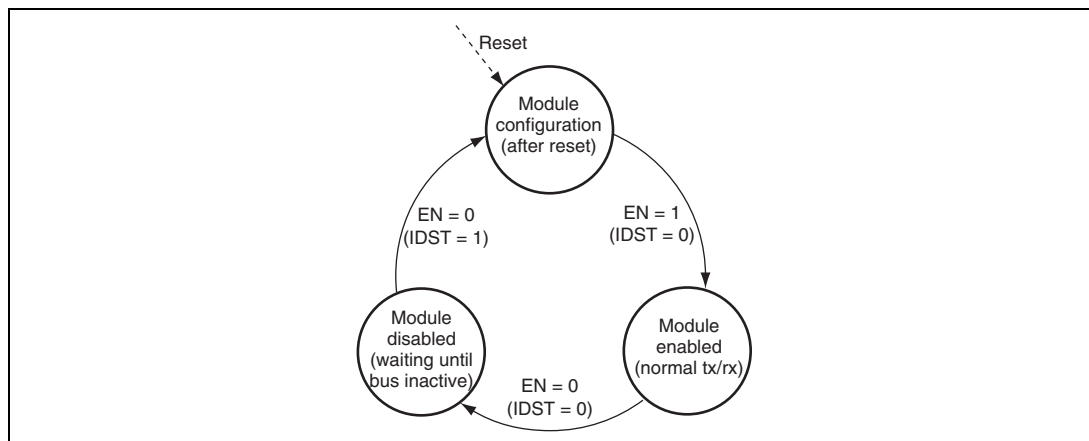 Reset
Module
configuration
(after reset)
EN = 0
(IDST = 1)
EN = 1
(IDST = 0)
Module
disabled
(waiting until
bus inactive)
Module
enabled
(normal tx/rx)
EN = 0
(IDST = 0)